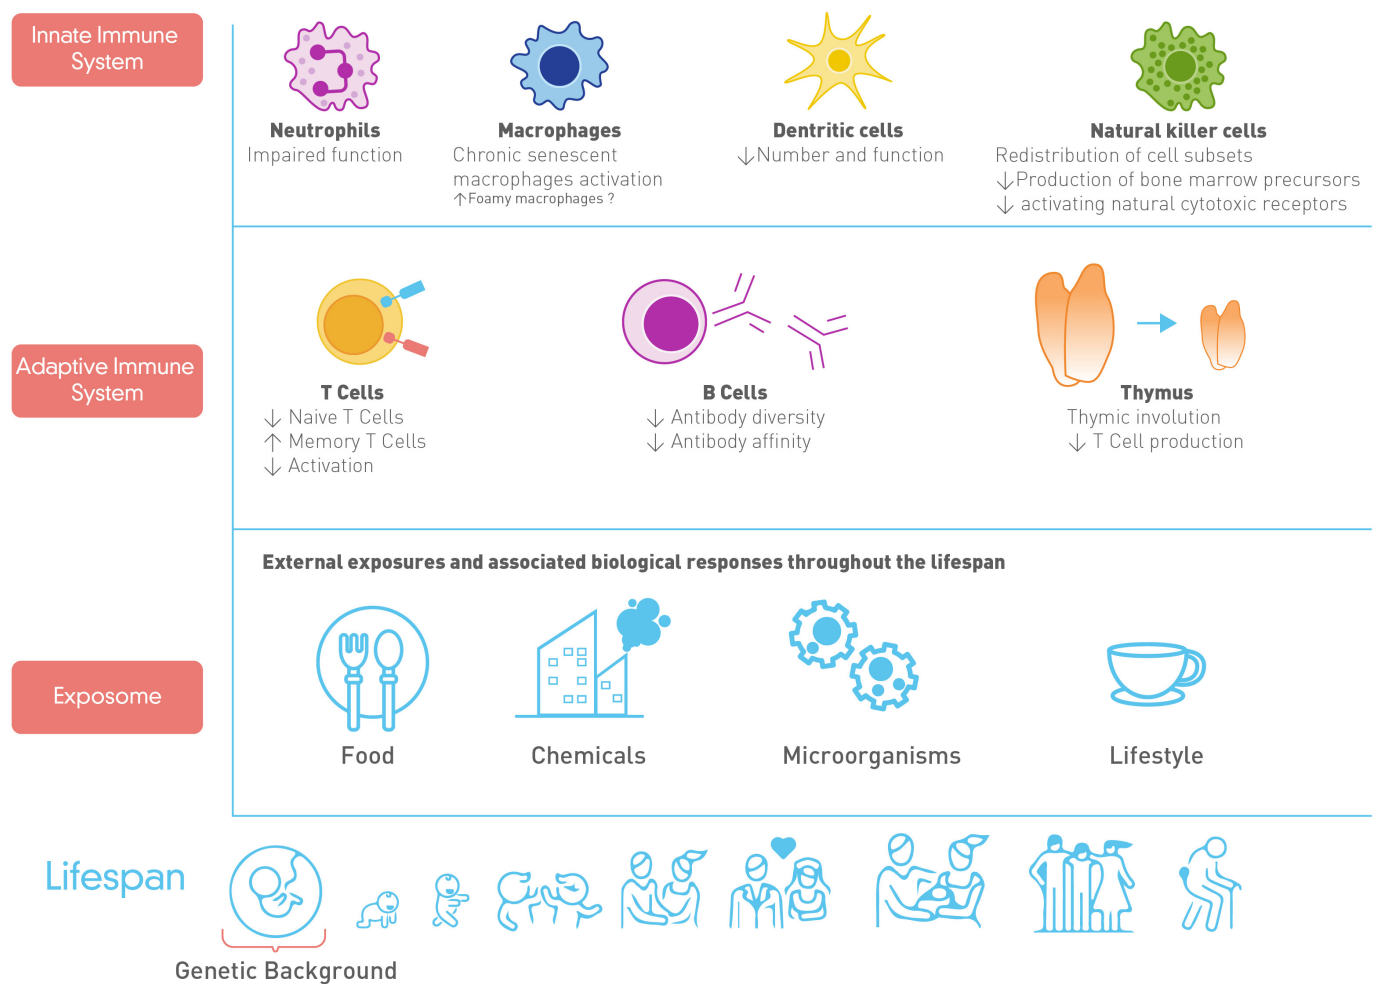 Innate Immune
System
Neutrophils
Impaired function
Macrophages
Chronic senescent
macrophages activation
↑Foamy macrophages ?
Dentritic cells
↓Number and function
Natural killer cells
Redistribution of cell subsets
↓Production of bone marrow precursors
↓ activating natural cytotoxic receptors
Adaptive Immune
System
T Cells
↓ Naive T Cells
↑ Memory T Cells
↓ Activation
B Cells
↓ Antibody diversity
↓ Antibody affinity
Thymus
Thymic involution
↓ T Cell production
External exposures and associated biological responses throughout the lifespan
Exposome
Food
Chemicals
Microorganisms
Lifestyle
Lifespan
Genetic Background